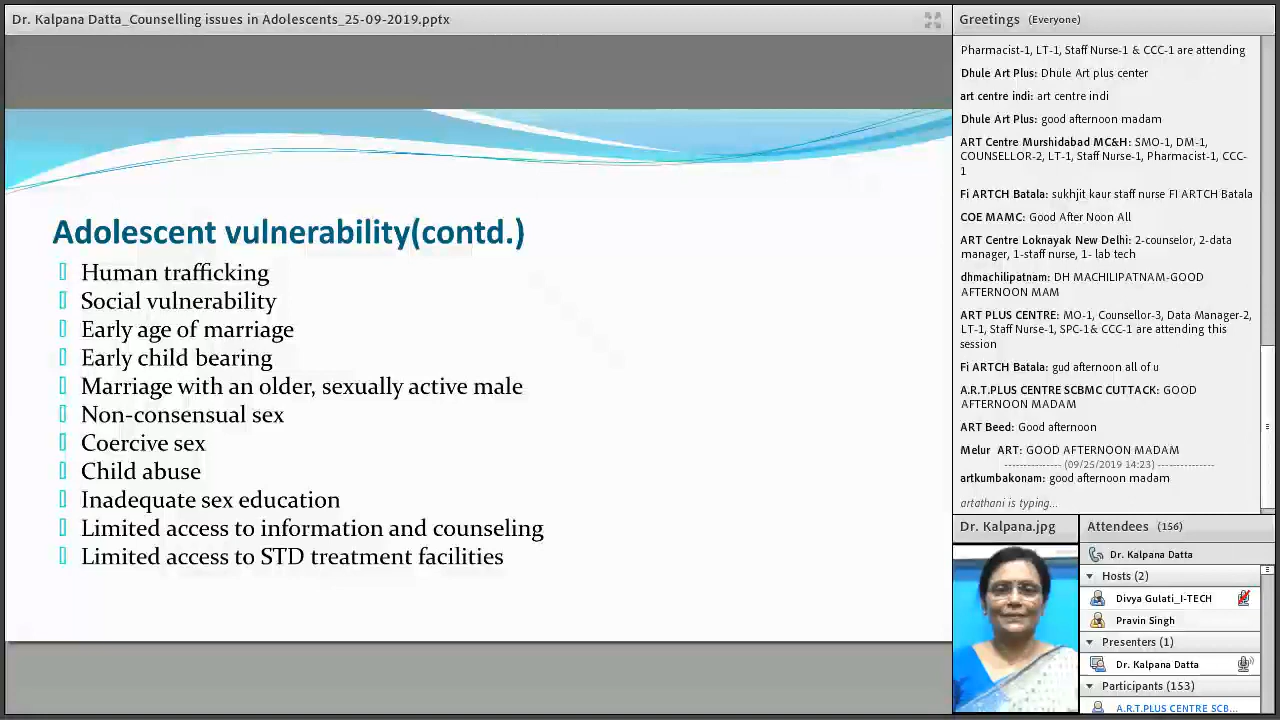 Dr. Kalpana Datta_Counselling issues in Adolescents_25-09-2019.pptx
Adolescent vulnerability(contd.)
Human trafficking
Social vulnerability
Early age of marriage
Early child bearing
Marriage with an older, sexually active male
Non-consensual sex
Coercive sex
Child abuse
Inadequate sex education
Limited access to information and counseling
Limited access to STD treatment facilities
Greetings (Everyone)
Pharmacist-1, LT-1, Staff Nurse-1 & CCC-1 are attending
Dhule Art Plus: Dhule Art plus center
art centre indi: art centre indi
Dhule Art Plus: good afternoon madam
ART Centre Murshidabad MC&H: SMO-1, DM-1,
COUNSELLOR-2, LT-1, Staff Nurse-1, Pharmacist-1, CCC-
1
Fi ARTCH Batala: sukhjit kaur staff nurse FI ARTCH Batala
COE MAMC: Good After Noon All
ART Centre Loknayak New Delhi: 2-counselor, 2-data
manager, 1-staff nurse, 1- lab tech
dhmachilipatnam: DH MACHILIPATNAM-GOOD
AFTERNOON MAM
ART PLUS CENTRE: MO-1, Counsellor-3, Data Manager-2,
LT-1, Staff Nurse-1, SPC-1& CCC-1 are attending this
session
Fi ARTCH Batala: gud afternoon all of u
A.R.T.PLUS CENTRE SCBMC CUTTACK: GOOD
AFTERNOON MADAM
ART Beed: Good afternoon
Melur ART: GOOD AFTERNOON MADAM
--------------- (09/25/2019 14:23) -------------
artkumbakonam: good afternoon madam
artathani is typing...
Dr. Kalpana.jpg
Attendees (156)
Dr. Kalpana Datta
Hosts (2)
Divya Gulati_I-TECH
Pravin Singh
Presenters (1)
Dr. Kalpana Datta
Participants (153)
A.R.T.PLUS CENTRE SCB...